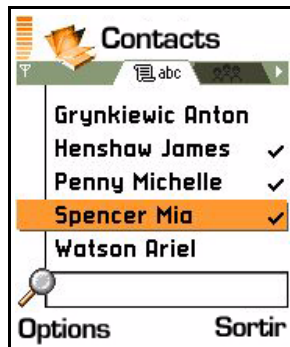 Contacts
abc
Grynkiewic Anton
Henshaw James
Penny Michelle
Spencer Mia
Watson Ariel
Options Sortir